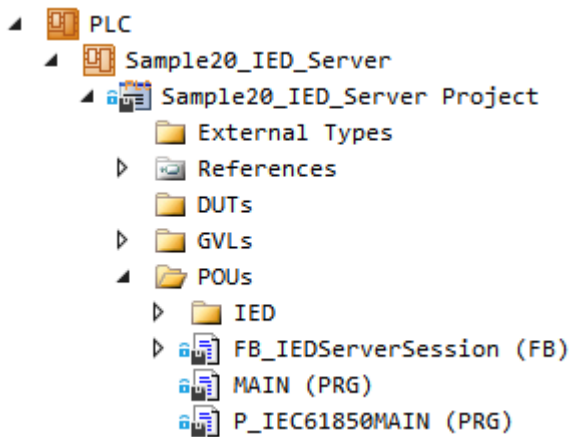 PLC
Sample20_IED_Server
Sample20_IED_Server Project
External Types
References
DUTs
GVLs
POUs
IED
FB_IEDServerSession (FB)
MAIN (PRG)
P_IEC61850MAIN (PRG)